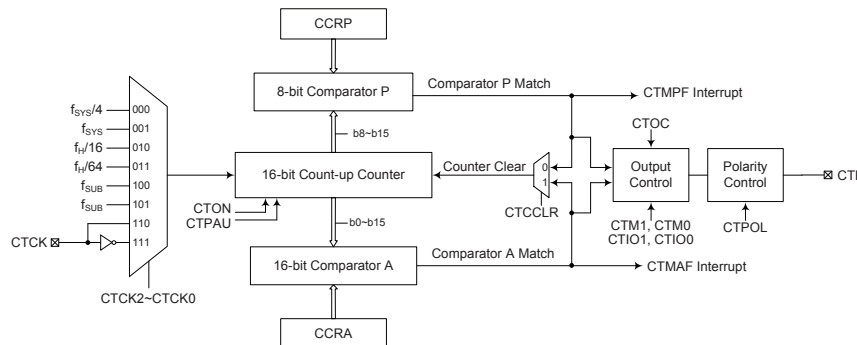 CCRP
8-bit Comparator P
Comparator P Match
CTMPF Interrupt
b8~b15
CTOC
fSYS/4 000
fSYS 001
fH/16 010
fH/64 011
fSUB 100
fSUB 101
110
111
CTCK
CTCK2~CTCK0
16-bit Count-up Counter
CTON
CTPAU
Counter Clear
0
1
CTCCLR
Output
Control
Polarity
Control
CTM1, CTM0
CTIO1, CTIO0
CTPOL
b0~b15
16-bit Comparator A
Comparator A Match
CTMAF Interrupt
CCRA